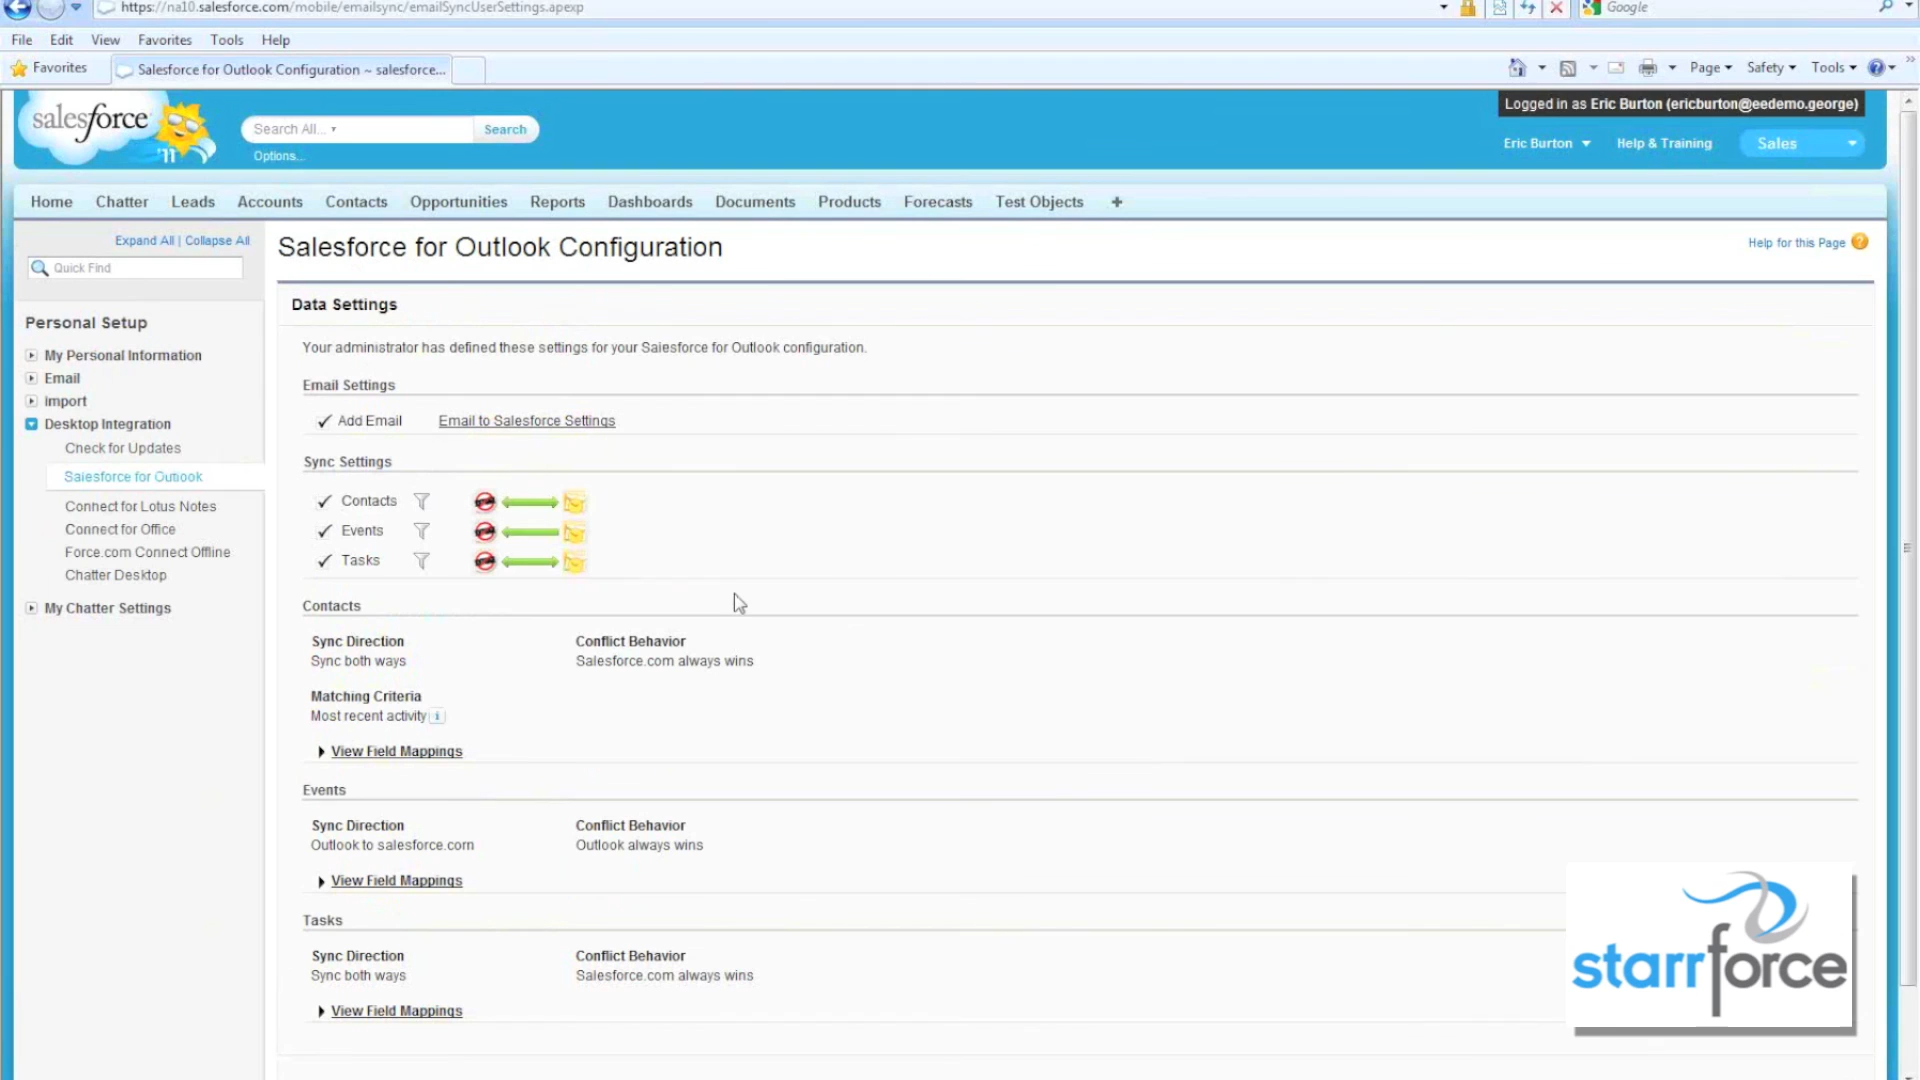 https://na10.salesforce.com/mobile/emailsync/emailSyncUserSettings.apexp
Google
File Edit View Favorites Tools Help
Favorites
Salesforce for Outlook Configuration ~ salesforce...
Page Safety Tools
salesforce
'11
Search All...
Search
Options...
Logged in as Eric Burton (ericburton@eedemo.george)
Eric Burton
Help & Training
Sales
Home Chatter Leads Accounts Contacts Opportunities Reports Dashboards Documents Products Forecasts Test Objects +
Expand All | Collapse All
Quick Find
Personal Setup
My Personal Information
Email
Import
Desktop Integration
Check for Updates
Salesforce for Outlook
Connect for Lotus Notes
Connect for Office
Force.com Connect Offline
Chatter Desktop
My Chatter Settings
Salesforce for Outlook Configuration
Help for this Page ?
Data Settings
Your administrator has defined these settings for your Salesforce for Outlook configuration.
Email Settings
Add Email Email to Salesforce Settings
Sync Settings
Contacts
Events
Tasks
Contacts
Sync Direction Conflict Behavior
Sync both ways Salesforce.com always wins
Matching Criteria
Most recent activity i
View Field Mappings
Events
Sync Direction Conflict Behavior
Outlook to salesforce.com Outlook always wins
View Field Mappings
Tasks
Sync Direction Conflict Behavior
Sync both ways Salesforce.com always wins
View Field Mappings
starrforce